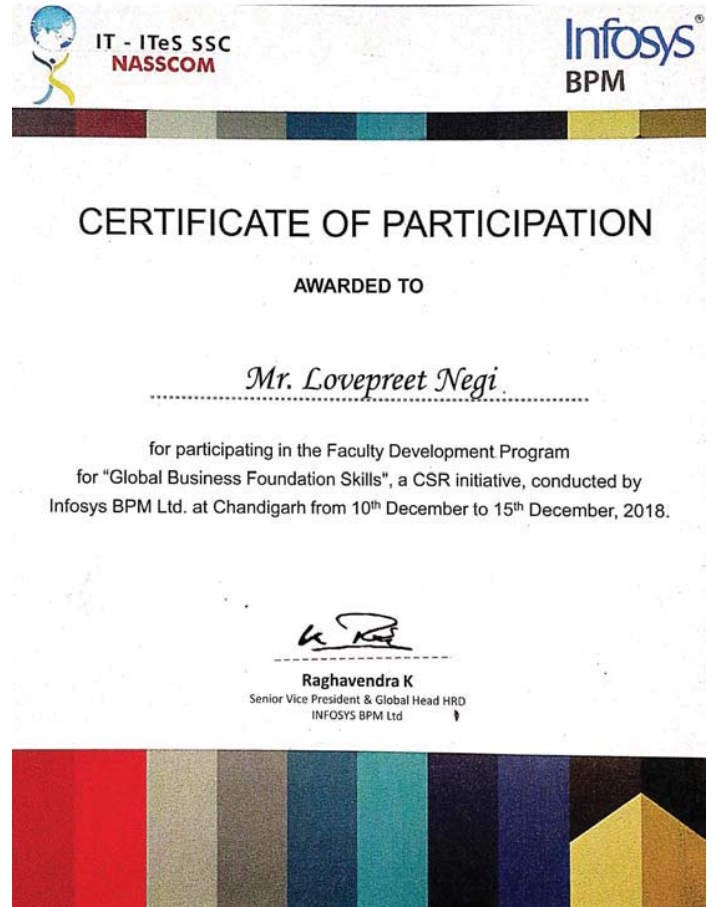 IT - ITeS SSC
NASSCOM
Infosys®
BPM
CERTIFICATE OF PARTICIPATION
AWARDED TO
Mr. Lovepreet Negi
for participating in the Faculty Development Program
for “Global Business Foundation Skills", a CSR initiative, conducted by
Infosys BPM Ltd. at Chandigarh from 10th December to 15th December, 2018.
Raghavendra K
Senior Vice President & Global Head HRD
INFOSYS BPM Ltd